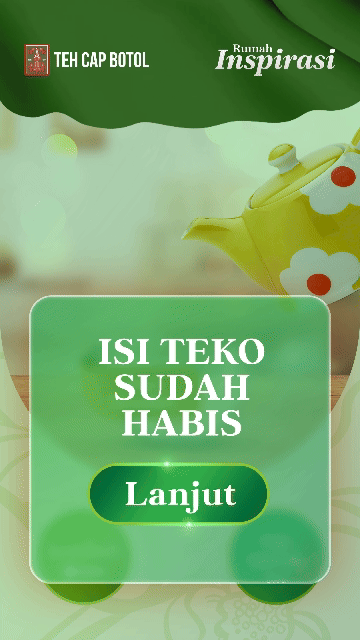 TEH CAP BOTOL
Rumah
Inspirasi
ISI TEKO
SUDAH
HABIS
Lanjut